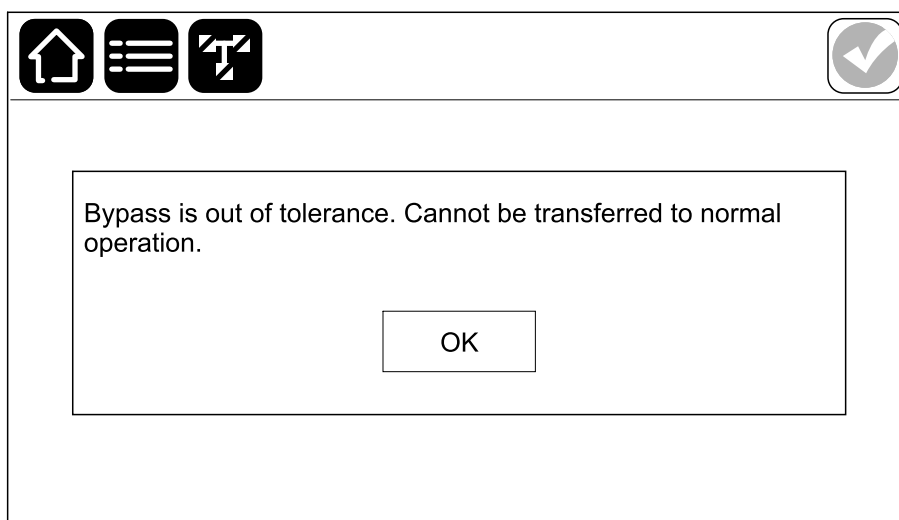 Bypass is out of tolerance. Cannot be transferred to normal
operation.
OK